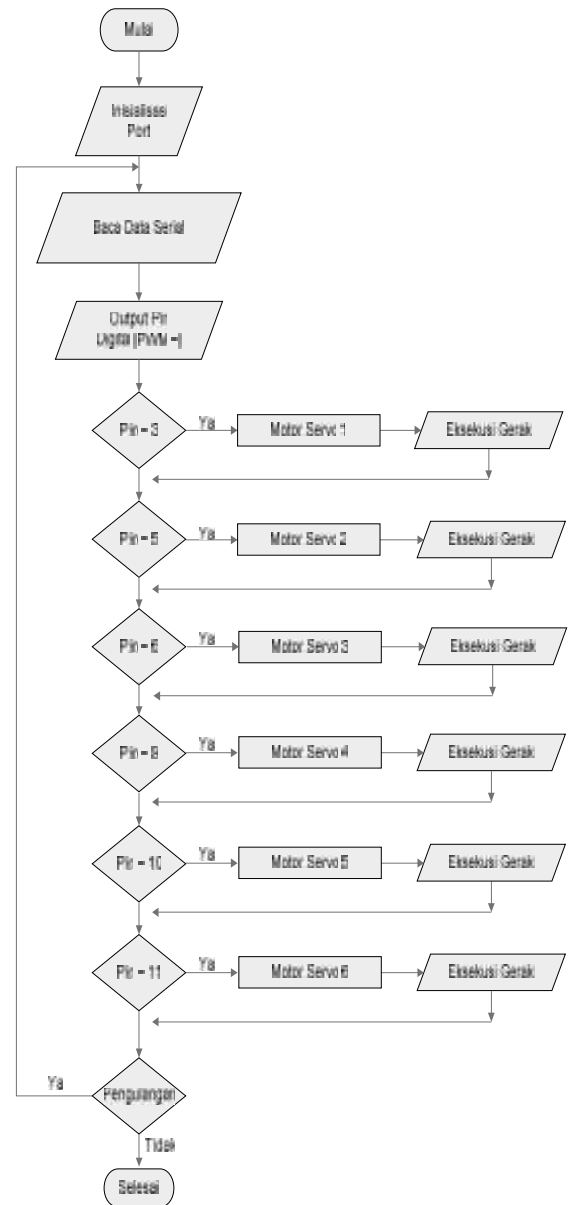 Mulai
Inisialisasi
Port
Baca Data Serial
Output Pin
Digital (PWM ~)
Pin = 3
Ya
Motor Servo 1
Eksekusi Gerak
Pin = 5
Ya
Motor Servo 2
Eksekusi Gerak
Pin = 6
Ya
Motor Servo 3
Eksekusi Gerak
Pin = 9
Ya
Motor Servo 4
Eksekusi Gerak
Pin = 10
Ya
Motor Servo 5
Eksekusi Gerak
Pin = 11
Ya
Motor Servo 6
Eksekusi Gerak
Ya
Pengulangan
Tidak
Selesai